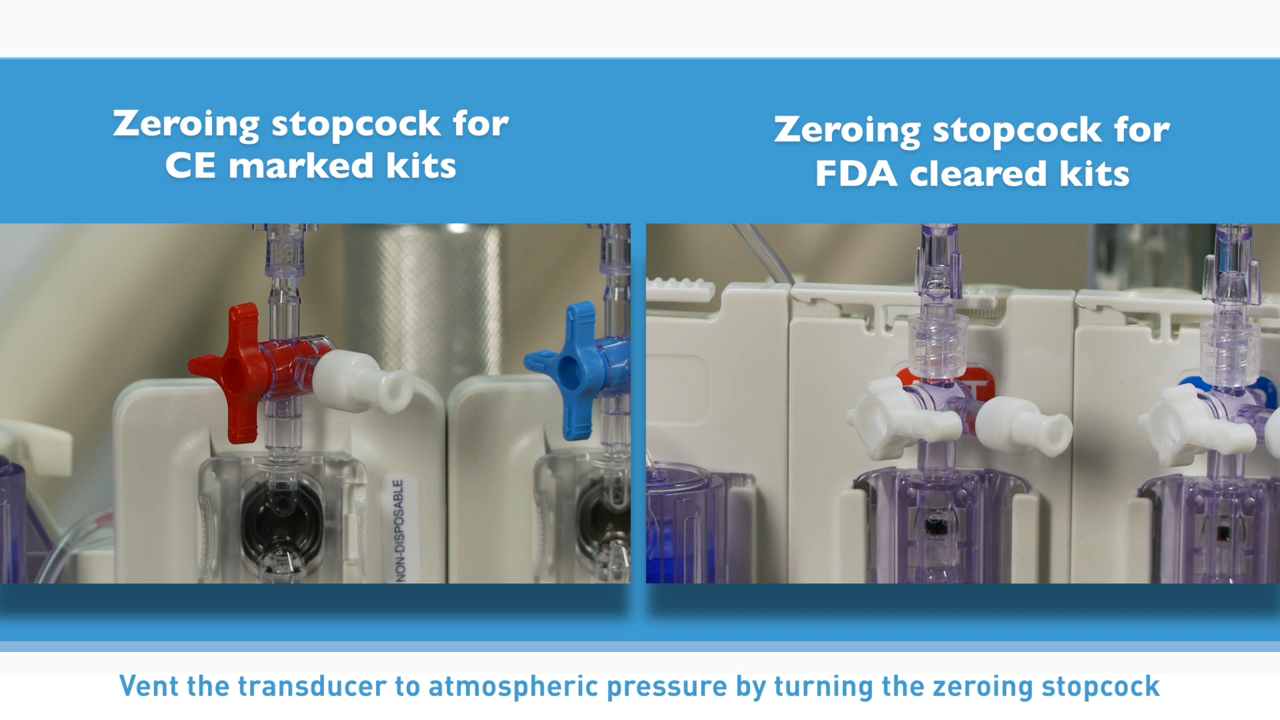 Zeroing stopcock for
CE marked kits
Zeroing stopcock for
FDA cleared kits
NON-DISPOSABLE
Vent the transducer to atmospheric pressure by turning the zeroing stopcock